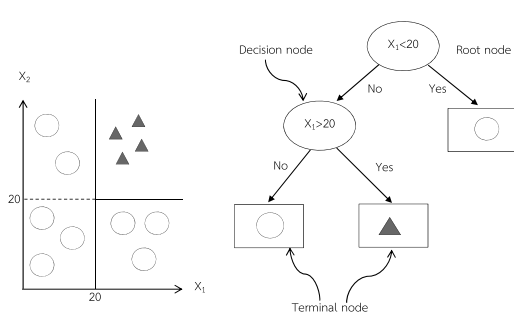 X₂
20
20
X₁
Decision node
X₁<20
Root node
No
Yes
X₁>20
No
Yes
Terminal node